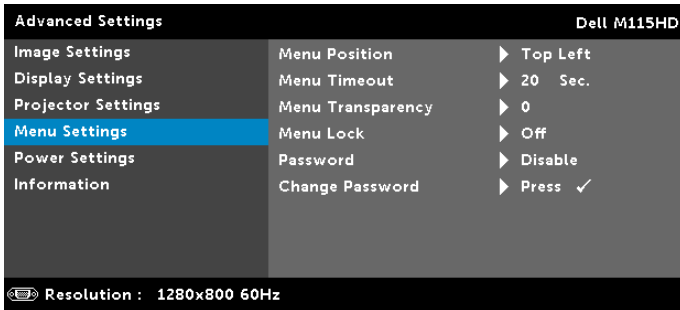 Advanced Settings Dell M115HD
Image Settings Menu Position Top Left
Display Settings Menu Timeout 20 Sec.
Projector Settings Menu Transparency 0
Menu Settings Menu Lock Off
Power Settings Password Disable
Information Change Password Press ✓
Resolution : 1280x800 60Hz